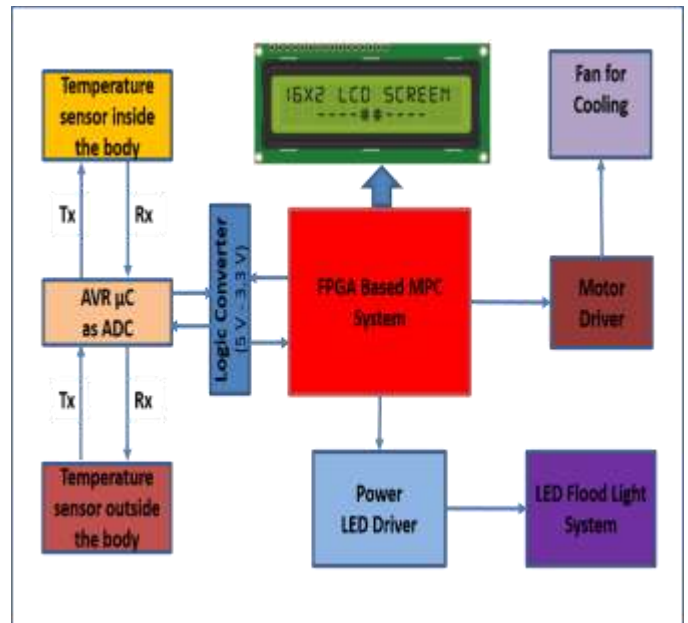 Temperature
sensor inside
the body
16X2 LCD SCREEN
----##----
Fan for
Cooling
Tx
Rx
AVR µC
as ADC
Logic Converter
(5 V - 3.3 V)
FPGA Based MPC
System
Motor
Driver
Tx
Rx
Temperature
sensor outside
the body
Power
LED Driver
LED Flood Light
System